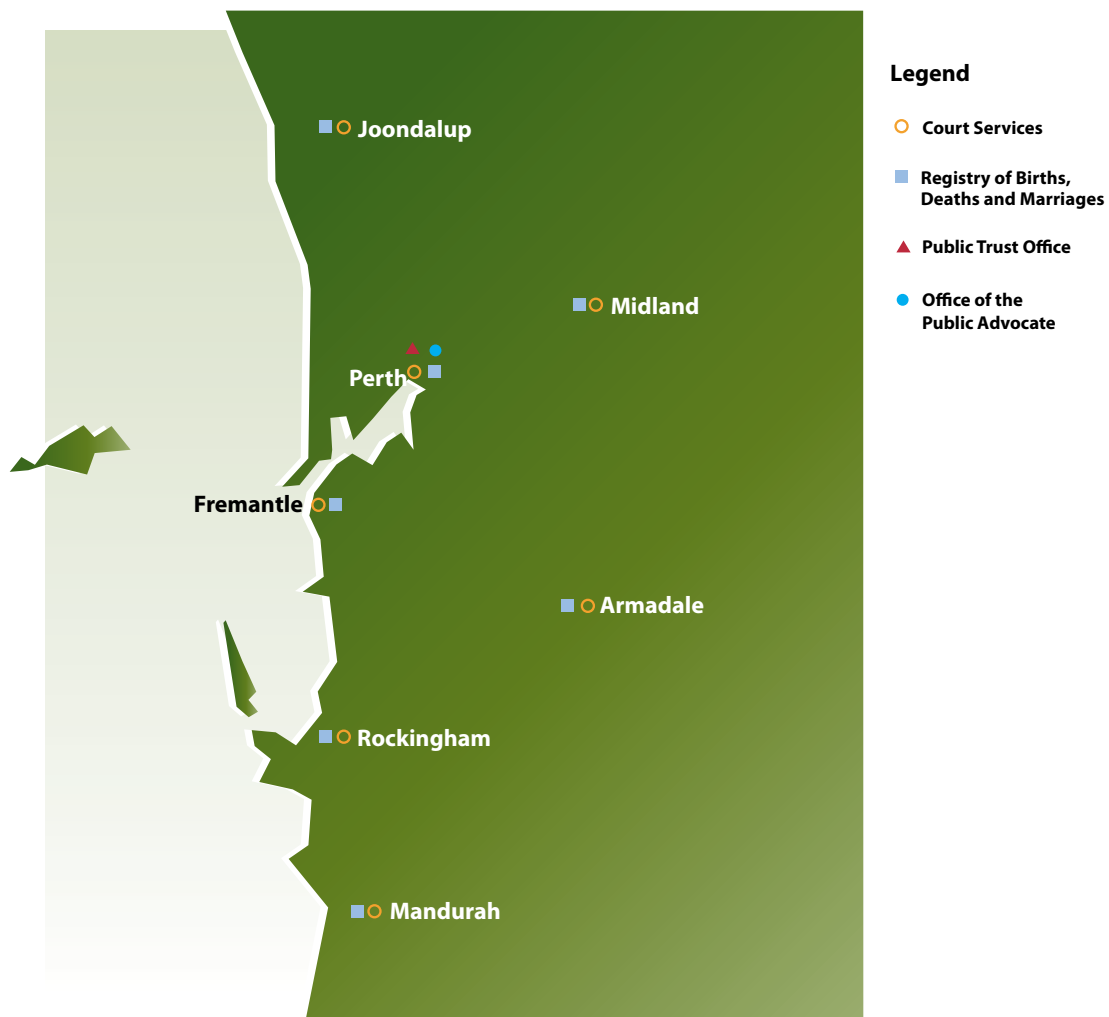 Legend
Joondalup
Court Services
Registry of Births,
Deaths and Marriages
Public Trust Office
Midland
Office of the
Public Advocate
Perth
Fremantle
Armadale
Rockingham
Mandurah